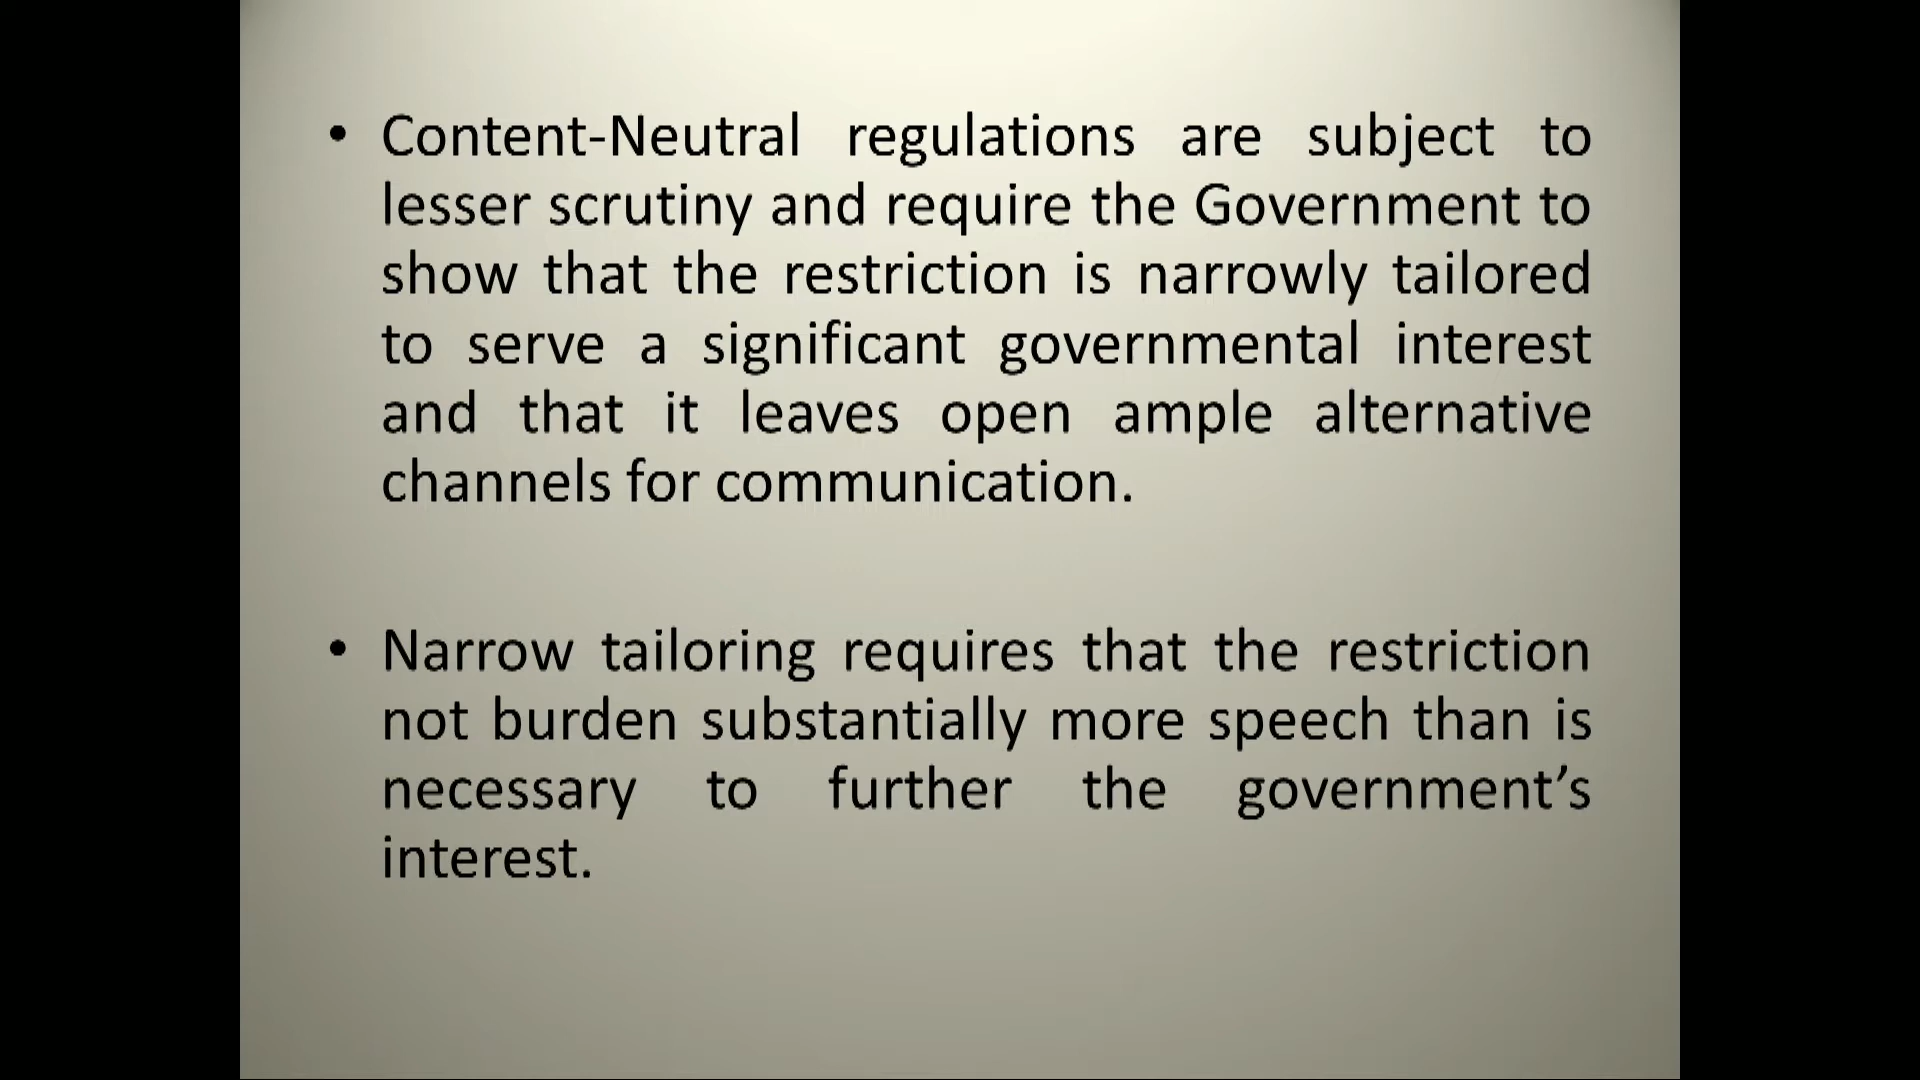 • Content-Neutral regulations are subject to
lesser scrutiny and require the Government to
show that the restriction is narrowly tailored
to serve a significant governmental interest
and that it leaves open ample alternative
channels for communication.
• Narrow tailoring requires that the restriction
not burden substantially more speech than is
necessary to further the government’s
interest.